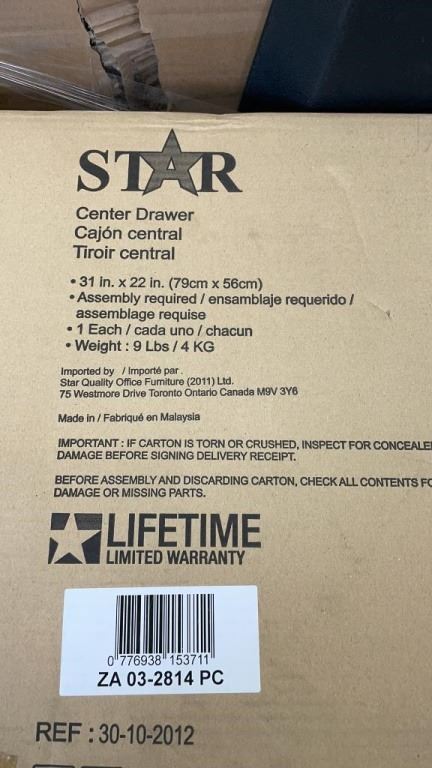 STAR
Center Drawer
Cajón central
Tiroir central
• 31 in. x 22 in. (79cm x 56cm)
• Assembly required / ensamblaje requerido /
assemblage requise
• 1 Each / cada uno / chacun
• Weight : 9 Lbs / 4 KG
Imported by / Importé par .
Star Quality Office Furniture (2011) Ltd.
75 Westmore Drive Toronto Ontario Canada M9V 3Y6
Made in / Fabriqué en Malaysia
IMPORTANT : IF CARTON IS TORN OR CRUSHED, INSPECT FOR CONCEALE
DAMAGE BEFORE SIGNING DELIVERY RECEIPT.
BEFORE ASSEMBLY AND DISCARDING CARTON, CHECK ALL CONTENTS FO
DAMAGE OR MISSING PARTS.
LIFETIME
LIMITED WARRANTY
0 776938 153711
ZA 03-2814 PC
REF : 30-10-2012